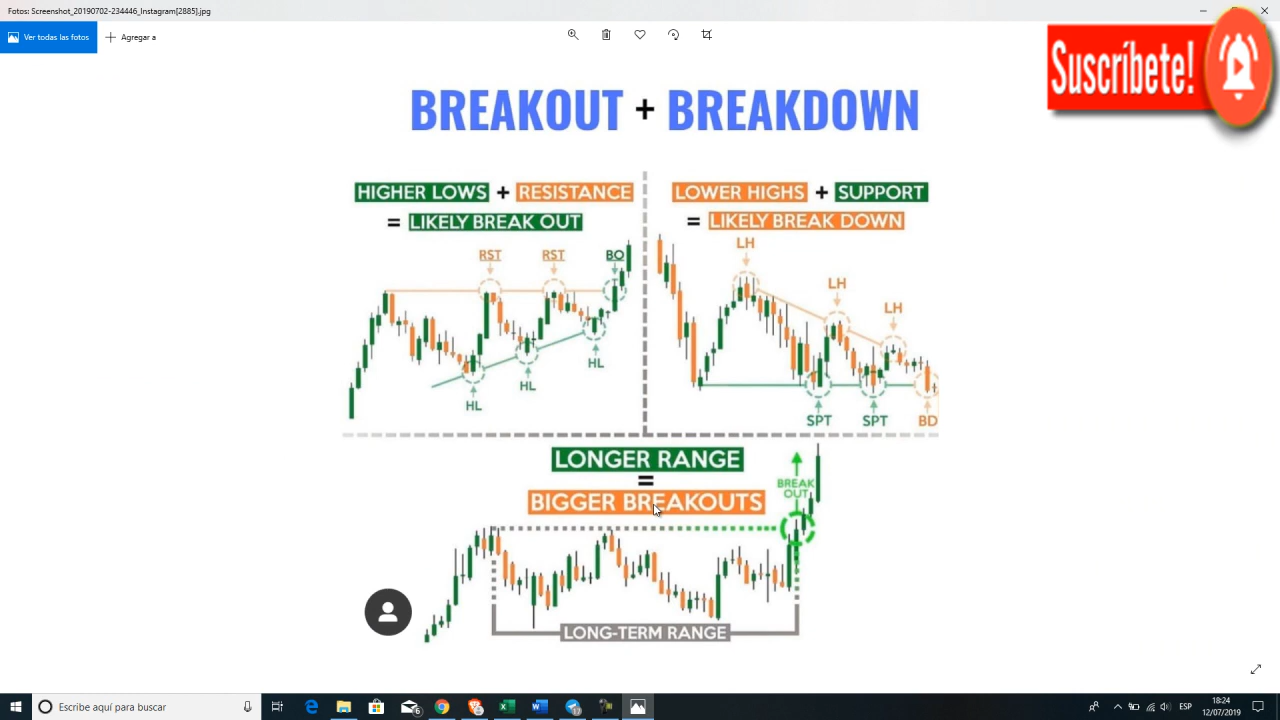 Fotos: Screenshot_20190702-234446_Instagram[2885].jpg
Ver todas las fotos
Agregar a
Suscríbete!
BREAKOUT + BREAKDOWN
HIGHER LOWS + RESISTANCE
= LIKELY BREAK OUT
RST RST BO
HL
HL
HL
LOWER HIGHS + SUPPORT
= LIKELY BREAK DOWN
LH
LH
LH
SPT SPT BD
LONGER RANGE
=
BIGGER BREAKOUTS
BREAK
OUT
LONG-TERM RANGE
Escribe aquí para buscar
6
ESP
18:24
12/07/2019